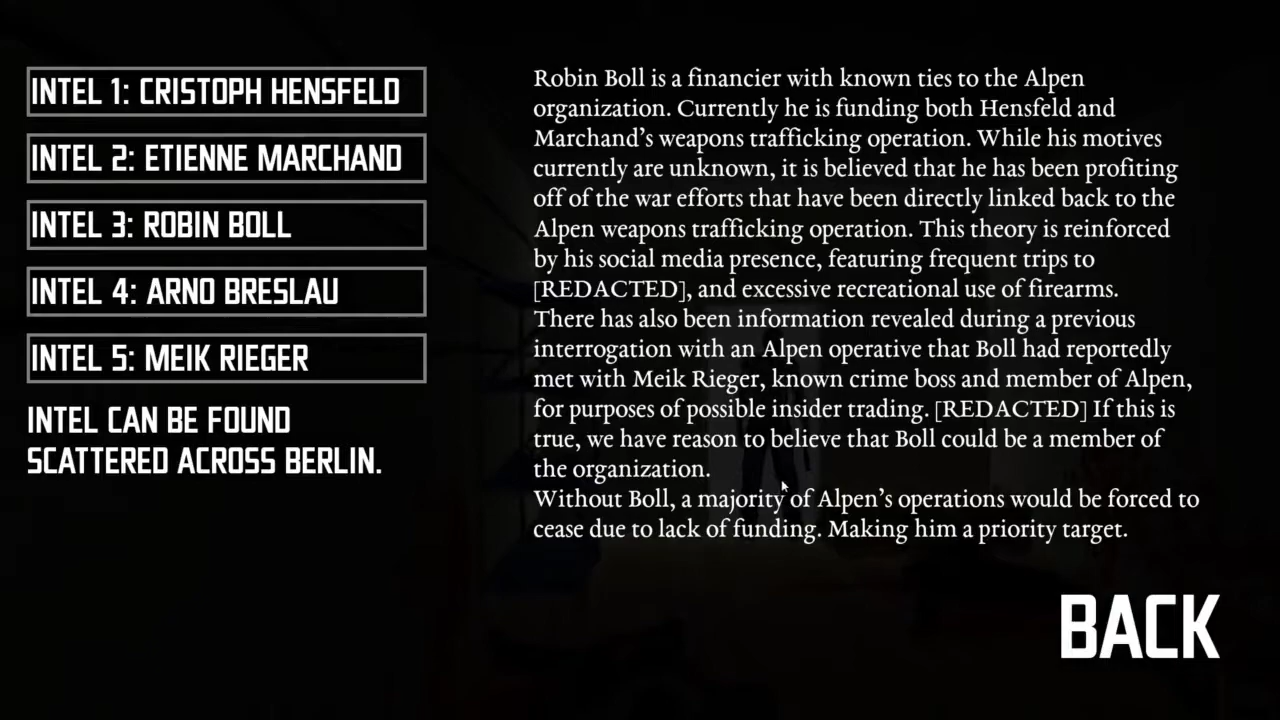 INTEL 1: CRISTOPH HENSFELD
INTEL 2: ETIENNE MARCHAND
INTEL 3: ROBIN BOLL
INTEL 4: ARNO BRESLAU
INTEL 5: MEIK RIEGER
INTEL CAN BE FOUND
SCATTERED ACROSS BERLIN.
Robin Boll is a financier with known ties to the Alpen
organization. Currently he is funding both Hensfeld and
Marchand's weapons trafficking operation. While his motives
currently are unknown, it is believed that he has been profiting
off of the war efforts that have been directly linked back to the
Alpen weapons trafficking operation. This theory is reinforced
by his social media presence, featuring frequent trips to
[REDACTED], and excessive recreational use of firearms.
There has also been information revealed during a previous
interrogation with an Alpen operative that Boll had reportedly
met with Meik Rieger, known crime boss and member of Alpen,
for purposes of possible insider trading. [REDACTED] If this is
true, we have reason to believe that Boll could be a member of
the organization.
Without Boll, a majority of Alpen's operations would be forced to
cease due to lack of funding. Making him a priority target.
BACK